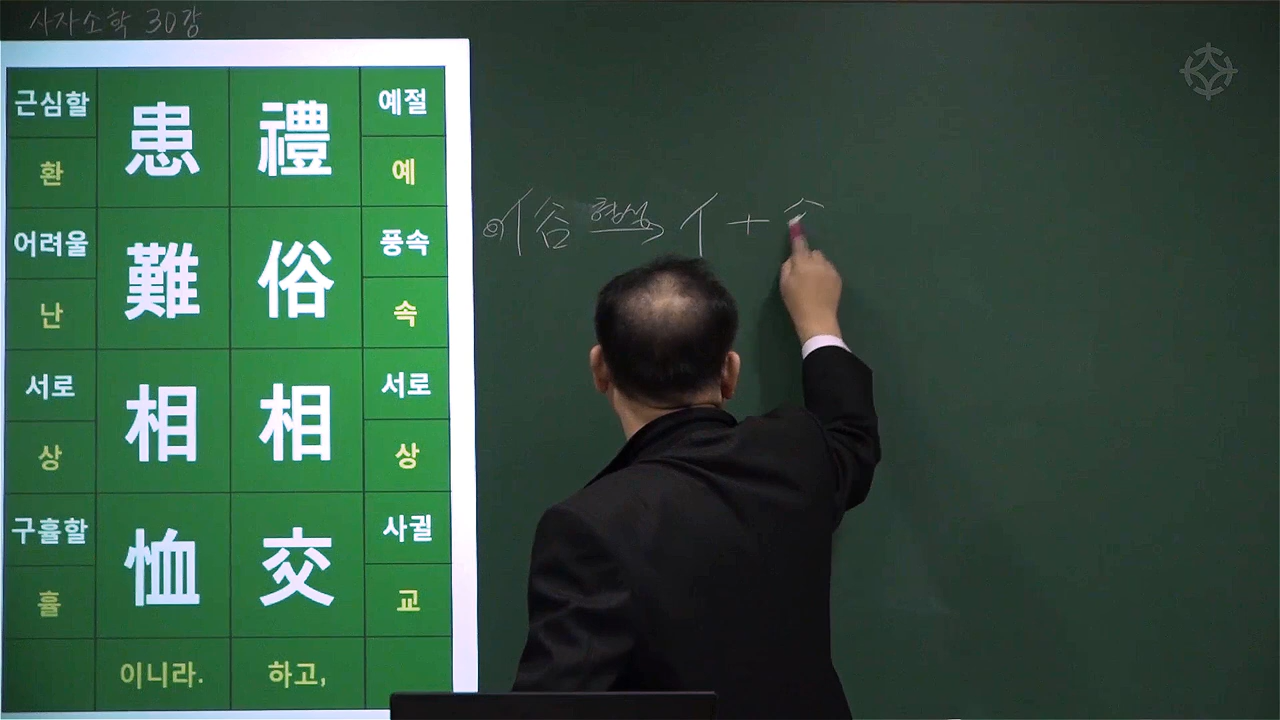 사자소학 30강
근심할 患 禮 예절
환 예
어려울 難 俗 풍속
난 속
서로 相 相 서로
상 상
구휼할 恤 交 사귈
휼 교
이니라. 하고,
俗 형성 亻+